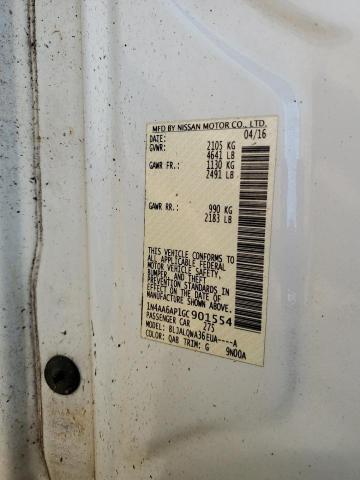 MFD BY NISSAN MOTOR CO., LTD.
DATE: 04/16
GVWR: 2105 KG
4641 LB
GAWR FR.: 1130 KG
2491 LB
GAWR RR.: 990 KG
2183 LB
THIS VEHICLE CONFORMS TO
ALL APPLICABLE FEDERAL
MOTOR VEHICLE SAFETY,
BUMPER, AND THEFT
PREVENTION STANDARDS IN
EFFECT ON THE DATE OF
MANUFACTURE SHOWN ABOVE.
1N4AA6AP1GC901554
PASSENGER CAR 275
MODEL: BLJALQWA36EUA----A
COLOR: QAB TRIM: G 9N00A